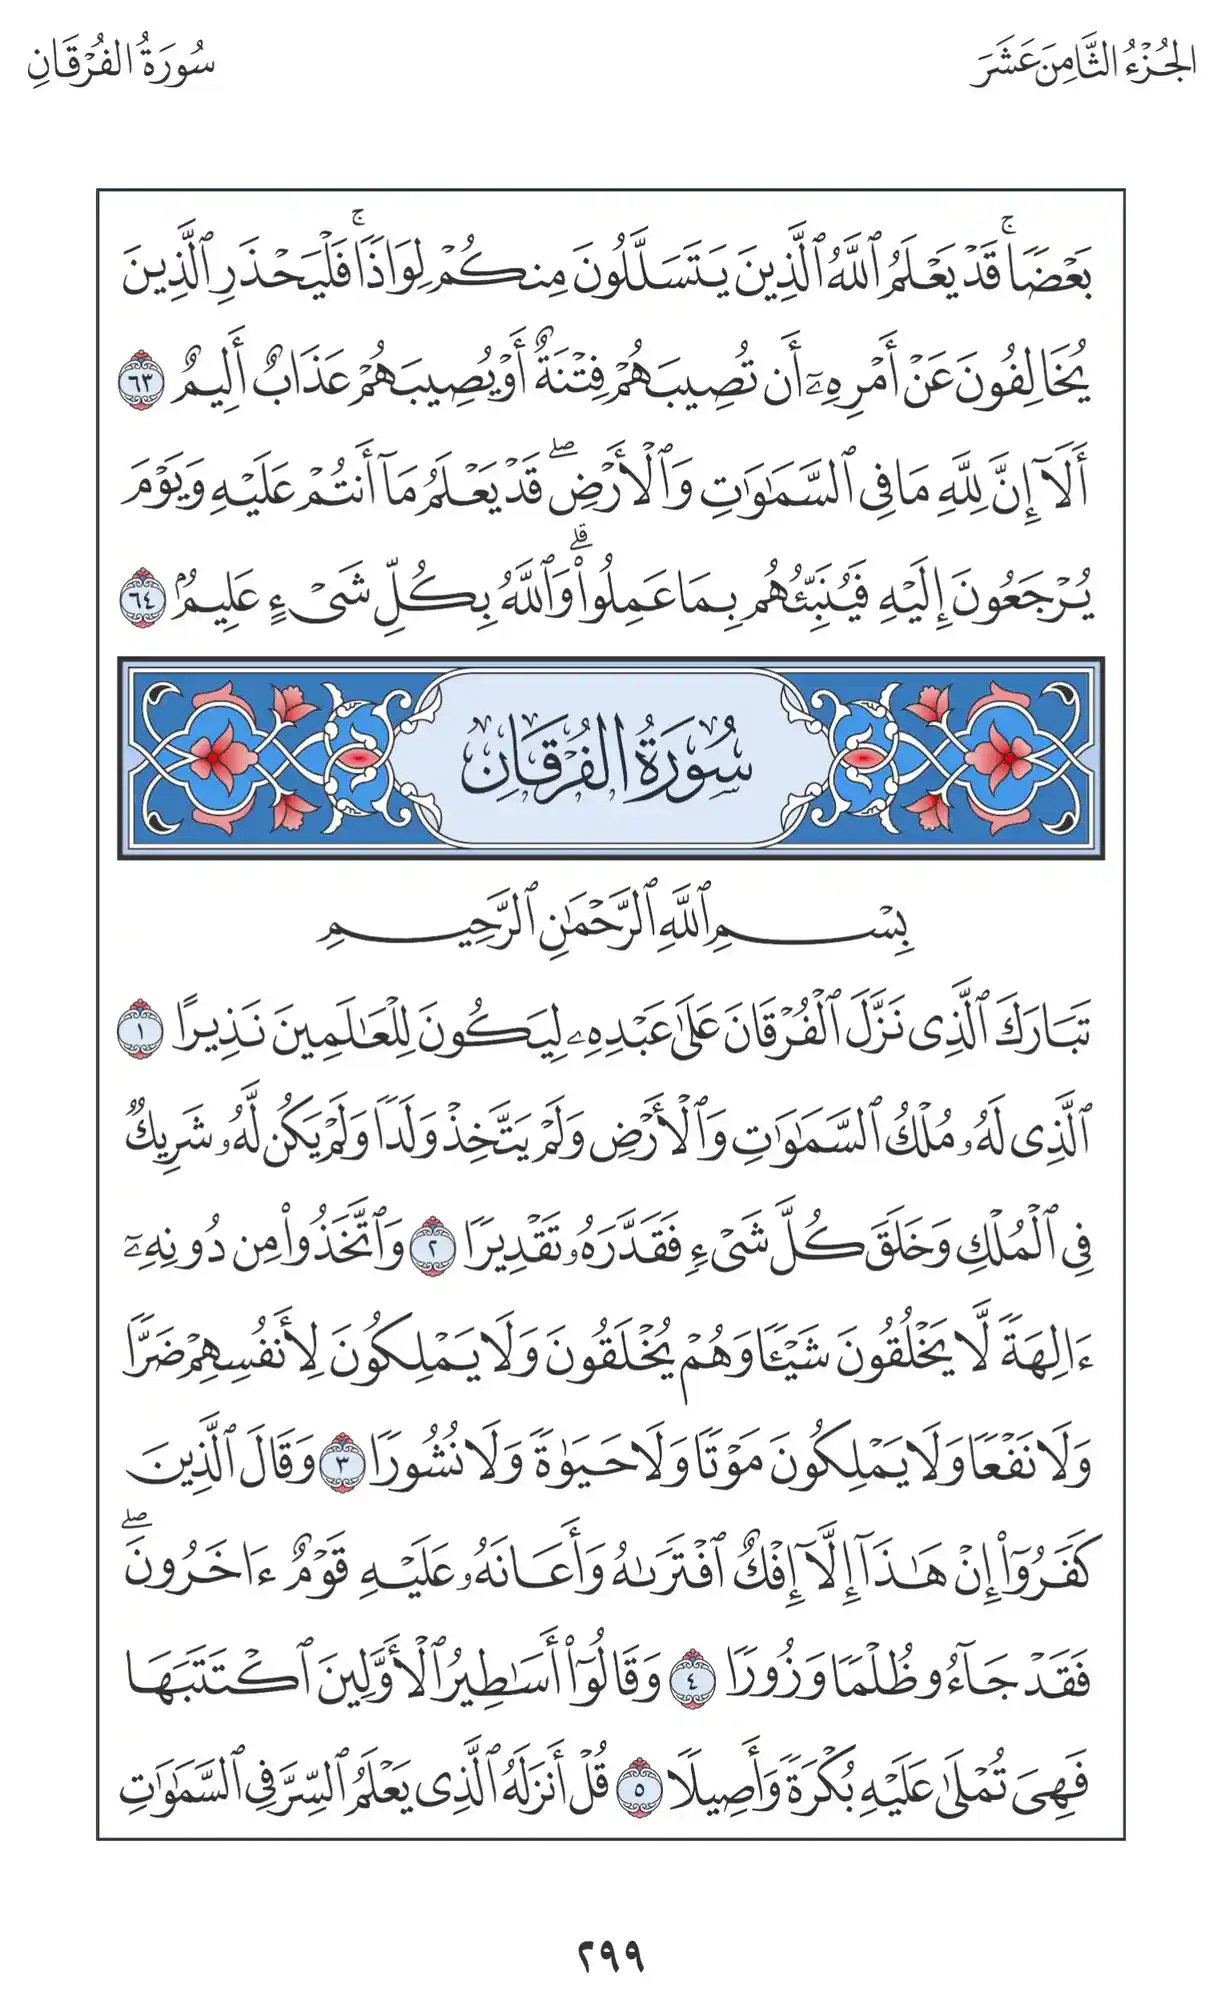 الجُزْءُ الثَّامِنَ عَشَرَ
سُورَةُ الفُرْقَانِ
بَعْضٗاۚ قَدْ يَعْلَمُ ٱللَّهُ ٱلَّذِينَ يَتَسَلَّلُونَ مِنكُمْ لِوَاذٗاۚ فَلْيَحْذَرِ ٱلَّذِينَ
يُخَالِفُونَ عَنْ أَمْرِهِۦٓ أَن تُصِيبَهُمْ فِتْنَةٌ أَوْ يُصِيبَهُمْ عَذَابٌ أَلِيمٌ ٦٣
أَلَآ إِنَّ لِلَّهِ مَا فِي ٱلسَّمَٰوَٰتِ وَٱلْأَرْضِۖ قَدْ يَعْلَمُ مَآ أَنتُمْ عَلَيْهِ وَيَوْمَ
يُرْجَعُونَ إِلَيْهِ فَيُنَبِّئُهُم بِمَا عَمِلُوا۟ۗ وَٱللَّهُ بِكُلِّ شَىْءٍ عَلِيمُۢ ٦٤
سُورَةُ الفُرْقَانِ
بِسْمِ ٱللَّهِ ٱلرَّحْمَٰنِ ٱلرَّحِيمِ
تَبَارَكَ ٱلَّذِى نَزَّلَ ٱلْفُرْقَانَ عَلَىٰ عَبْدِهِۦ لِيَكُونَ لِلْعَٰلَمِينَ نَذِيرًا ١
ٱلَّذِى لَهُۥ مُلْكُ ٱلسَّمَٰوَٰتِ وَٱلْأَرْضِ وَلَمْ يَتَّخِذْ وَلَدٗا وَلَمْ يَكُن لَّهُۥ شَرِيكٞ
فِي ٱلْمُلْكِ وَخَلَقَ كُلَّ شَىْءٖ فَقَدَّرَهُۥ تَقْدِيرٗا ٢ وَٱتَّخَذُوا۟ مِن دُونِهِۦٓ
ءَالِهَةٗ لَّا يَخْلُقُونَ شَيْـٔٗا وَهُمْ يُخْلَقُونَ وَلَا يَمْلِكُونَ لِأَنفُسِهِمْ ضَرّٗا
وَلَا نَفْعٗا وَلَا يَمْلِكُونَ مَوْتٗا وَلَا حَيَوٰةٗ وَلَا نُشُورٗا ٣ وَقَالَ ٱلَّذِينَ
كَفَرُوٓا۟ إِنْ هَٰذَآ إِلَّآ إِفْكٌ ٱفْتَرَىٰهُ وَأَعَانَهُۥ عَلَيْهِ قَوْمٌ ءَاخَرُونَۖ
فَقَدْ جَآءُو ظُلْمٗا وَزُورٗا ٤ وَقَالُوٓا۟ أَسَٰطِيرُ ٱلْأَوَّلِينَ ٱكْتَتَبَهَا
فَهِىَ تُمْلَىٰ عَلَيْهِ بُكْرَةٗ وَأَصِيلٗا ٥ قُلْ أَنزَلَهُ ٱلَّذِى يَعْلَمُ ٱلسِّرَّ فِي ٱلسَّمَٰوَٰتِ
٢٩٩